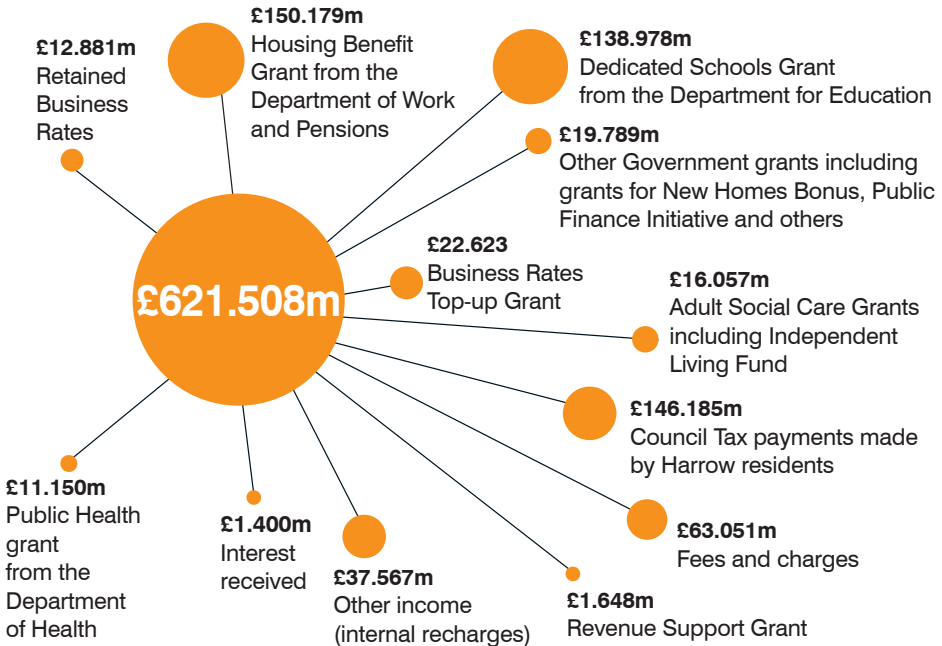 £12.881m
Retained
Business
Rates
£150.179m
Housing Benefit
Grant from the
Department of Work
and Pensions
£138.978m
Dedicated Schools Grant
from the Department for Education
£19.789m
Other Government grants including
grants for New Homes Bonus, Public
Finance Initiative and others
£22.623
Business Rates
Top-up Grant
£16.057m
Adult Social Care Grants
including Independent
Living Fund
£621.508m
£146.185m
Council Tax payments made
by Harrow residents
£63.051m
Fees and charges
£1.648m
Revenue Support Grant
£37.567m
Other income
(internal recharges)
£1.400m
Interest
received
£11.150m
Public Health
grant
from the
Department
of Health